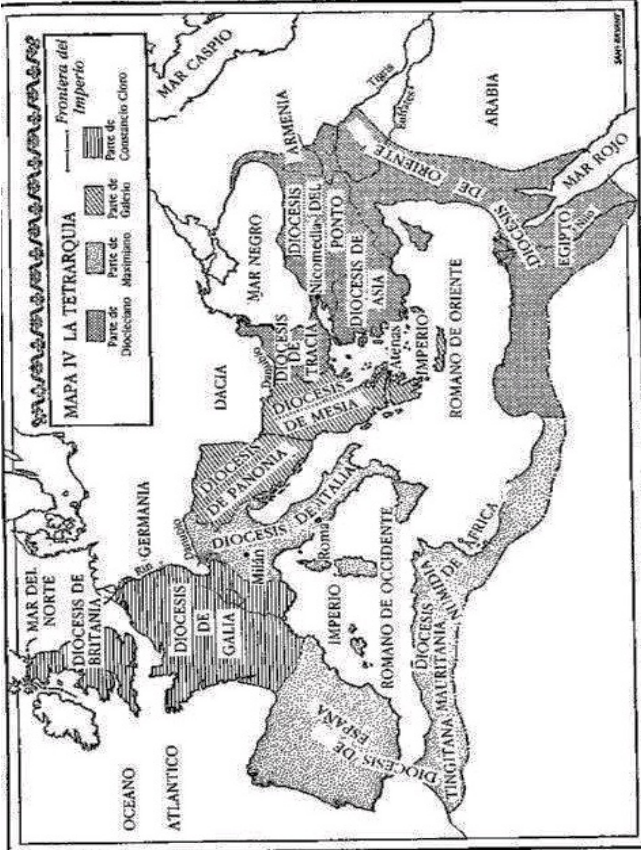 MAPA IV LA TETRARQUIA
Frontera del
Imperio
Parte de
Diocleciano
Parte de
Maximiano
Parte de
Galerio
Parte de
Constancio Cloro
MAR CASPIO
MAR DEL
NORTE
DIOCESIS DE
BRITANIA
OCEANO
ATLANTICO
GERMANIA
Rin
Danubio
DIOCESIS
DE
GALIA
DIOCESIS DE
ESPAÑA
DIOCESIS
DE PANONIA
DIOCESIS DE ITALIA
Milán
Roma
DACIA
Danubio
DIOCESIS
DE MESIA
DIOCESIS
DE
TRACIA
MAR NEGRO
ARMENIA
DIOCESIS
DEL
PONTO
Nicomedia
DIOCESIS DE
ASIA
Atenas
IMPERIO
ROMANO DE ORIENTE
IMPERIO
ROMANO DE OCCIDENTE
DIOCESIS
DE AFRICA
TINGITANA MAURITANIA NUMIDIA
Tigris
Eufrates
ARABIA
DIOCESIS
DE ORIENTE
EGIPTO
Nilo
MAR ROJO